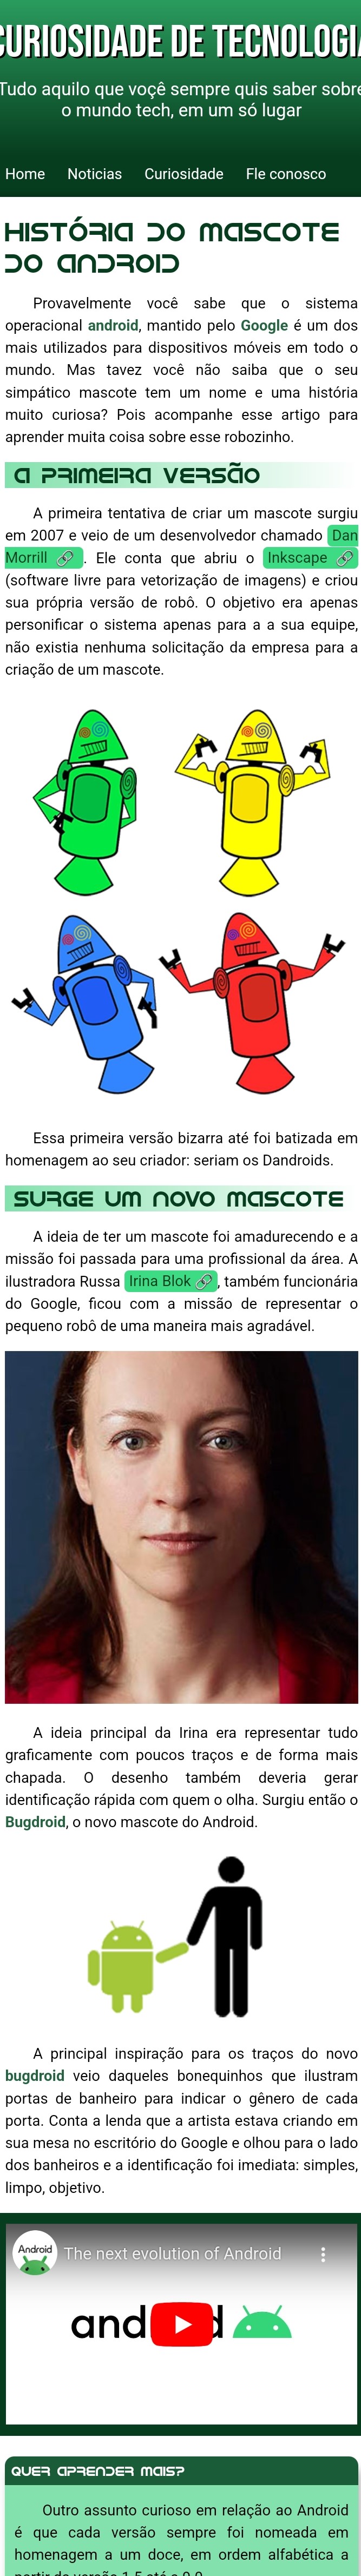 CURIOSIDADE DE TECNOLOGIA
Tudo aquilo que voçê sempre quis saber sobre
o mundo tech, em um só lugar
Home Noticias Curiosidade Fle conosco
HISTÓRIA DO MASCOTE
DO ANDROID
Provavelmente você sabe que o sistema
operacional android, mantido pelo Google é um dos
mais utilizados para dispositivos móveis em todo o
mundo. Mas tavez você não saiba que o seu
simpático mascote tem um nome e uma história
muito curiosa? Pois acompanhe esse artigo para
aprender muita coisa sobre esse robozinho.
A PRIMEIRA VERSÃO
A primeira tentativa de criar um mascote surgiu
em 2007 e veio de um desenvolvedor chamado Dan
Morrill 🔗. Ele conta que abriu o Inkscape 🔗
(software livre para vetorização de imagens) e criou
sua própria versão de robô. O objetivo era apenas
personificar o sistema apenas para a a sua equipe,
não existia nenhuma solicitação da empresa para a
criação de um mascote.
Essa primeira versão bizarra até foi batizada em
homenagem ao seu criador: seriam os Dandroids.
SURGE UM NOVO MASCOTE
A ideia de ter um mascote foi amadurecendo e a
missão foi passada para uma profissional da área. A
ilustradora Russa Irina Blok 🔗, também funcionária
do Google, ficou com a missão de representar o
pequeno robô de uma maneira mais agradável.
A ideia principal da Irina era representar tudo
graficamente com poucos traços e de forma mais
chapada. O desenho também deveria gerar
identificação rápida com quem o olha. Surgiu então o
Bugdroid, o novo mascote do Android.
A principal inspiração para os traços do novo
bugdroid veio daqueles bonequinhos que ilustram
portas de banheiro para indicar o gênero de cada
porta. Conta a lenda que a artista estava criando em
sua mesa no escritório do Google e olhou para o lado
dos banheiros e a identificação foi imediata: simples,
limpo, objetivo.
Android The next evolution of Android
QUER APRENDER MAIS?
Outro assunto curioso em relação ao Android
é que cada versão sempre foi nomeada em
homenagem a um doce, em ordem alfabética a